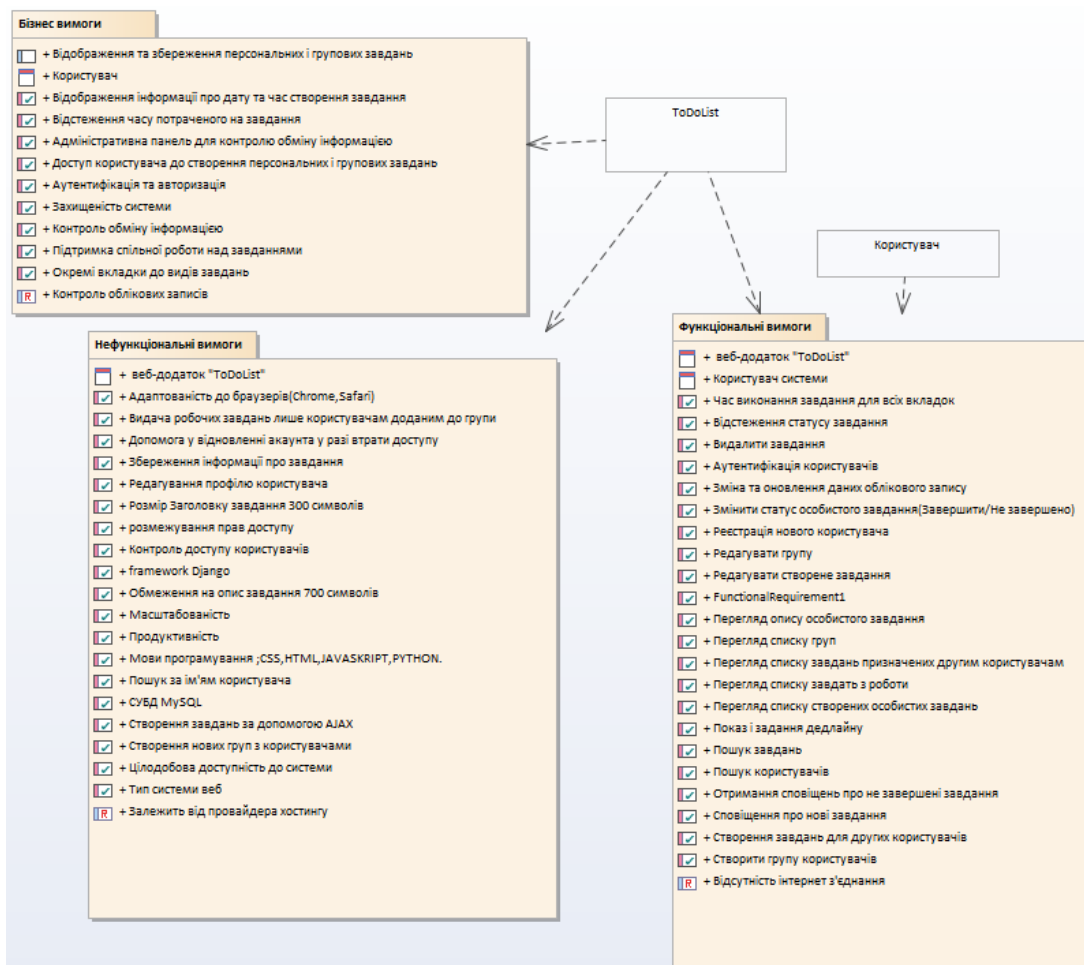 Бізнес вимоги
+ Відображення та збереження персональних і групових завдань
+ Користувач
+ Відображення інформації про дату та час створення завдання
+ Відстеження часу потраченого на завдання
+ Адміністративна панель для контролю обміну інформацією
+ Доступ користувача до створення персональних і групових завдань
+ Аутентифікація та авторизація
+ Захищеність системи
+ Контроль обміну інформацією
+ Підтримка спільної роботи над завданнями
+ Окремі вкладки до видів завдань
R + Контроль облікових записів
ToDoList
Користувач
Нефункціональні вимоги
+ веб-додаток "ToDoList"
+ Адаптованість до браузерів(Chrome,Safari)
+ Видача робочих завдань лише користувачам доданим до групи
+ Допомога у відновленні акаунта у разі втрати доступу
+ Збереження інформації про завдання
+ Редагування профілю користувача
+ Розмір Заголовку завдання 300 символів
+ розмежування прав доступу
+ Контроль доступу користувачів
+ framework Django
+ Обмеження на опис завдання 700 символів
+ Масштабованість
+ Продуктивність
+ Мови програмування ;CSS,HTML,JAVASKRIPT,PYTHON.
+ Пошук за ім'ям користувача
+ СУБД MySQL
+ Створення завдань за допомогою AJAX
+ Створення нових груп з користувачами
+ Цілодобова доступність до системи
+ Тип системи веб
R + Залежить від провайдера хостингу
Функціональні вимоги
+ веб-додаток "ToDoList"
+ Користувач системи
+ Час виконання завдання для всіх вкладок
+ Відстеження статусу завдання
+ Видалити завдання
+ Аутентифікація користувачів
+ Зміна та оновлення даних облікового запису
+ Змінити статус особистого завдання(Завершити/Не завершено)
+ Реєстрація нового користувача
+ Редагувати групу
+ Редагувати створене завдання
+ FunctionalRequirement1
+ Перегляд опису особистого завдання
+ Перегляд списку груп
+ Перегляд списку завдань призначених другим користувачам
+ Перегляд списку завдать з роботи
+ Перегляд списку створених особистих завдань
+ Показ і задання дедлайну
+ Пошук завдань
+ Пошук користувачів
+ Отримання сповіщень про не завершені завдання
+ Сповіщення про нові завдання
+ Створення завдань для других користувачів
+ Створити групу користувачів
R + Відсутність інтернет з'єднання